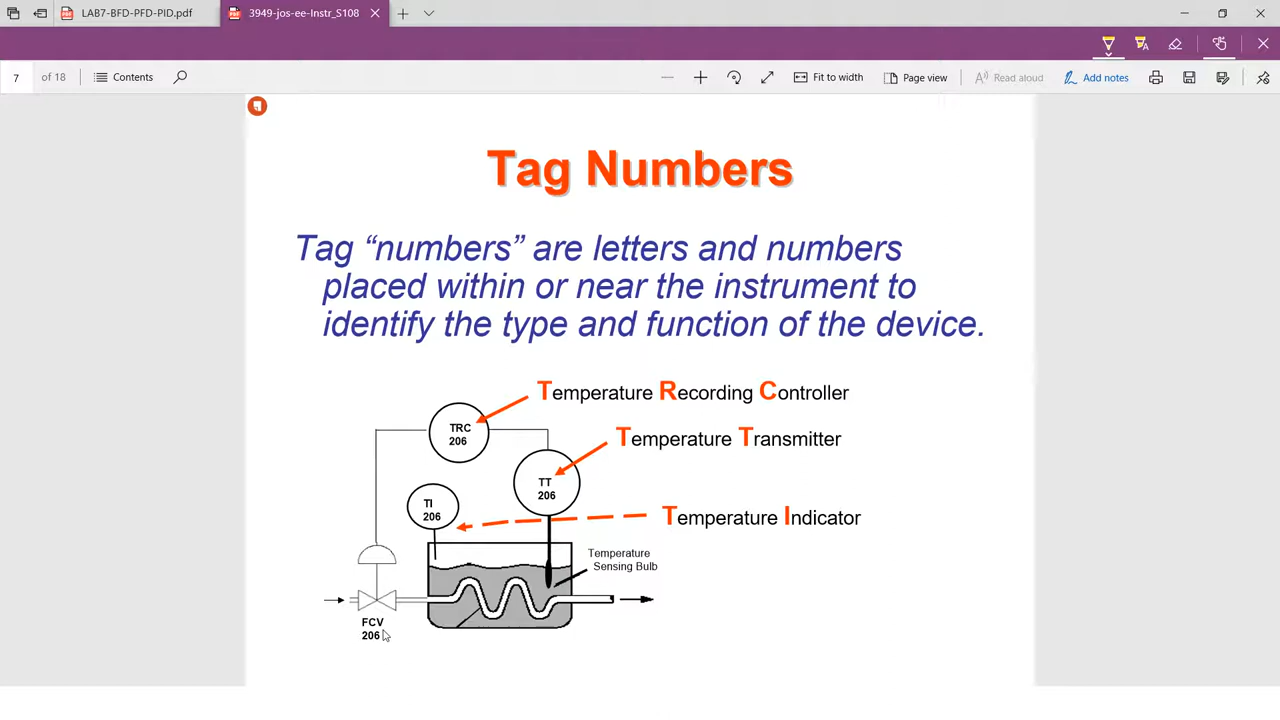 LAB7-BFD-PFD-PID.pdf
3949-jos-ee-Instr_S108
7 of 18
Contents
Fit to width
Page view
Read aloud
Add notes
Tag Numbers
Tag “numbers” are letters and numbers
placed within or near the instrument to
identify the type and function of the device.
Temperature Recording Controller
TRC
206
Temperature Transmitter
TT
206
TI
206
Temperature Indicator
Temperature
Sensing Bulb
FCV
206